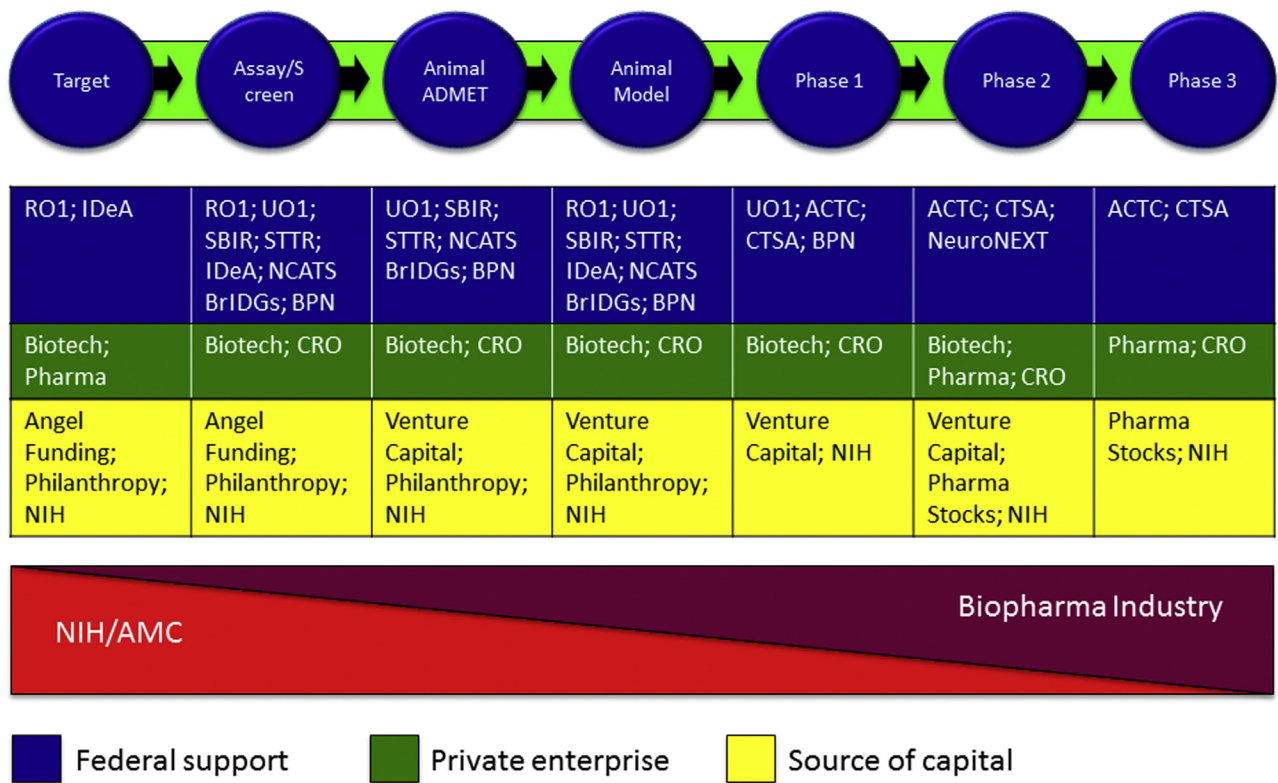 Target
Assay/S
creen
Animal
ADMET
Animal
Model
Phase 1
Phase 2
Phase 3
RO1; IDeA
RO1; UO1;
SBIR; STTR;
IDeA; NCATS
BrIDGs; BPN
UO1; SBIR;
STTR; NCATS
BrIDGs; BPN
RO1; UO1;
SBIR; STTR;
IDeA; NCATS
BrIDGs; BPN
UO1; ACTC;
CTSA; BPN
ACTC; CTSA;
NeuroNEXT
ACTC; CTSA
Biotech;
Pharma
Biotech; CRO
Biotech; CRO
Biotech; CRO
Biotech; CRO
Biotech;
Pharma; CRO
Pharma; CRO
Angel
Funding;
Philanthropy;
NIH
Angel
Funding;
Philanthropy;
NIH
Venture
Capital;
Philanthropy;
NIH
Venture
Capital;
Philanthropy;
NIH
Venture
Capital; NIH
Venture
Capital;
Pharma
Stocks; NIH
Pharma
Stocks; NIH
NIH/AMC
Biopharma Industry
Federal support
Private enterprise
Source of capital